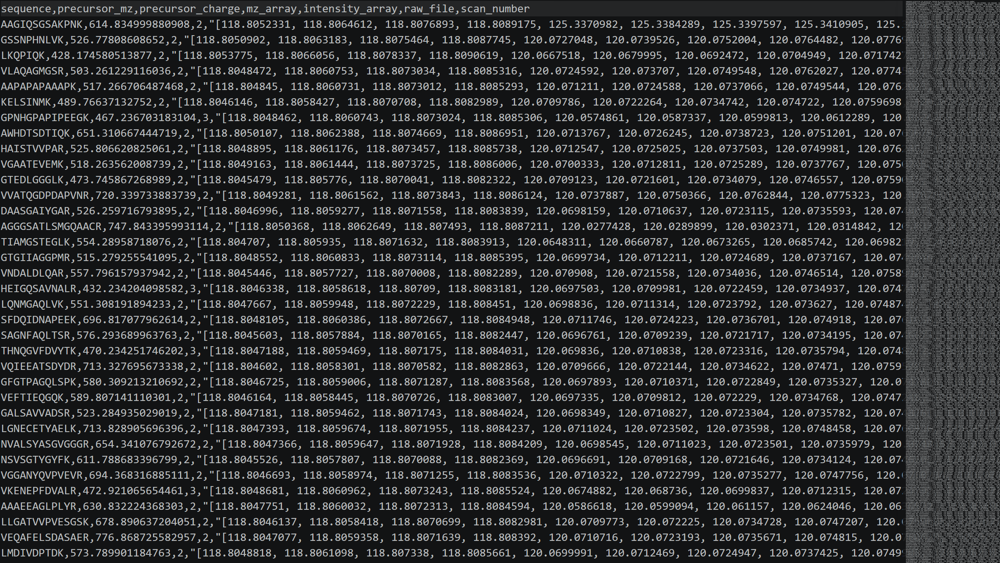 sequence,precursor_mz,precursor_charge,mz_array,intensity_array,raw_file,scan_number
AAGIQSGSAKPNK,614.834999880908,2,"[118.8052331, 118.8064612, 118.8076893, 118.8089175, 125.3370982, 125.3384289, 125.3397597, 125.3410905, 125.
GSSNPHNLVK,526.77808608652,2,"[118.8050902, 118.8063183, 118.8075464, 118.8087745, 120.0727048, 120.0739526, 120.0752004, 120.0764482, 120.0776
LKQPIQK,428.174580513877,2,"[118.8053775, 118.8066056, 118.8078337, 118.8090619, 120.0667518, 120.0679995, 120.0692472, 120.0704949, 120.071742
VLAQAGMGSR,503.261229116036,2,"[118.8048472, 118.8060753, 118.8073034, 118.8085316, 120.0724592, 120.073707, 120.0749548, 120.0762027, 120.0774
AAPAPAPAAAPK,517.266706487468,2,"[118.804845, 118.8060731, 118.8073012, 118.8085293, 120.071211, 120.0724588, 120.0737066, 120.0749544, 120.076
KELSINMK,489.76637132752,2,"[118.8046146, 118.8058427, 118.8070708, 118.8082989, 120.0709786, 120.0722264, 120.0734742, 120.074722, 120.0759698
GPNHGPAPIPEEGK,467.236703183104,3,"[118.8048462, 118.8060743, 118.8073024, 118.8085306, 120.0574861, 120.0587337, 120.0599813, 120.0612289, 120.
AWHDTSDTIQK,651.310667444719,2,"[118.8050107, 118.8062388, 118.8074669, 118.8086951, 120.0713767, 120.0726245, 120.0738723, 120.0751201, 120.07
HAISTVVPAR,525.806620825061,2,"[118.8048895, 118.8061176, 118.8073457, 118.8085738, 120.0712547, 120.0725025, 120.0737503, 120.0749981, 120.076
VGAATEVEMK,518.263562008739,2,"[118.8049163, 118.8061444, 118.8073725, 118.8086006, 120.0700333, 120.0712811, 120.0725289, 120.0737767, 120.075
GTEDLGGGLK,473.745867268989,2,"[118.8045479, 118.805776, 118.8070041, 118.8082322, 120.0709123, 120.0721601, 120.0734079, 120.0746557, 120.0759
VVATQGDPDAPVNR,720.339733883739,2,"[118.8049281, 118.8061562, 118.8073843, 118.8086124, 120.0737887, 120.0750366, 120.0762844, 120.0775323, 120.
DAASGAIYGAR,526.259716793895,2,"[118.8046996, 118.8059277, 118.8071558, 118.8083839, 120.0698159, 120.0710637, 120.0723115, 120.0735593, 120.07
AGGGSATLSMGQAACR,747.843395993114,2,"[118.8050368, 118.8062649, 118.807493, 118.8087211, 120.0277428, 120.0289899, 120.0302371, 120.0314842, 12
TIAMGSTEGLK,554.28958718076,2,"[118.804707, 118.805935, 118.8071632, 118.8083913, 120.0648311, 120.0660787, 120.0673265, 120.0685742, 120.06982
GTGIIAGGPMR,515.279255541095,2,"[118.8048552, 118.8060833, 118.8073114, 118.8085395, 120.0699734, 120.0712211, 120.0724689, 120.0737167, 120.07
VNDALDLQAR,557.796157937942,2,"[118.8045446, 118.8057727, 118.8070008, 118.8082289, 120.070908, 120.0721558, 120.0734036, 120.0746514, 120.0758
HEIGQSAVNALR,432.234204098582,3,"[118.8046338, 118.8058618, 118.80709, 118.8083181, 120.0697503, 120.0709981, 120.0722459, 120.0734937, 120.074
LQNMGAQLVK,551.308191894233,2,"[118.8047667, 118.8059948, 118.8072229, 118.808451, 120.0698836, 120.0711314, 120.0723792, 120.073627, 120.07487
SFDQIDNAPEEK,696.817077962614,2,"[118.8048105, 118.8060386, 118.8072667, 118.8084948, 120.0711746, 120.0724223, 120.0736701, 120.074918, 120.07
SAGNFAQLTSR,576.293689963763,2,"[118.8045603, 118.8057884, 118.8070165, 118.8082447, 120.0696761, 120.0709239, 120.0721717, 120.0734195, 120.07
THNQGVFDVYTK,470.234251746202,3,"[118.8047188, 118.8059469, 118.807175, 118.8084031, 120.069836, 120.0710838, 120.0723316, 120.0735794, 120.074
VQIEEATSDYDR,713.327695673338,2,"[118.804602, 118.8058301, 118.8070582, 118.8082863, 120.0709666, 120.0722144, 120.0734622, 120.07471, 120.0759
GFGTPAGQLSPK,580.309213210692,2,"[118.8046725, 118.8059006, 118.8071287, 118.8083568, 120.0697893, 120.0710371, 120.0722849, 120.0735327, 120.0
VEFTIEQGQK,589.807141110301,2,"[118.8046164, 118.8058445, 118.8070726, 118.8083007, 120.0697335, 120.0709812, 120.072229, 120.0734768, 120.0747
GALSAVVADSR,523.284935029019,2,"[118.8047181, 118.8059462, 118.8071743, 118.8084024, 120.0698349, 120.0710827, 120.0723304, 120.0735782, 120.07
LGNECETYAELK,713.828905696396,2,"[118.8047393, 118.8059674, 118.8071955, 118.8084237, 120.0711024, 120.0723502, 120.073598, 120.0748458, 120.07
NVALSYASGVGGGR,654.341076792672,2,"[118.8047366, 118.8059647, 118.8071928, 118.8084209, 120.0698545, 120.0711023, 120.0723501, 120.0735979, 120.
NSVSGTYGYFK,611.788683396799,2,"[118.8045526, 118.8057807, 118.8070088, 118.8082369, 120.0696691, 120.0709168, 120.0721646, 120.0734124, 120.07
VGGANYQVPVEVR,694.368316885111,2,"[118.8046693, 118.8058974, 118.8071255, 118.8083536, 120.0710322, 120.0722799, 120.0735277, 120.0747756, 120.
VKENEPFDVALR,472.921065654461,3,"[118.8048681, 118.8060962, 118.8073243, 118.8085524, 120.0674882, 120.068736, 120.0699837, 120.0712315, 120.07
AAAEEAGLPLYR,630.832224368303,2,"[118.8047751, 118.8060032, 118.8072313, 118.8084594, 120.0586618, 120.0599094, 120.061157, 120.0624046, 120.06
LLGATVVPVESGSK,678.890637204051,2,"[118.8046137, 118.8058418, 118.8070699, 118.8082981, 120.0709773, 120.072225, 120.0734728, 120.0747207, 120.
VEQAFELSDASAER,776.868725582957,2,"[118.8047077, 118.8059358, 118.8071639, 118.808392, 120.0710716, 120.0723193, 120.0735671, 120.074815, 120.0
LMDIVDPTDK,573.789901184763,2,"[118.8048818, 118.8061098, 118.807338, 118.8085661, 120.0699991, 120.0712469, 120.0724947, 120.0737425, 120.0749